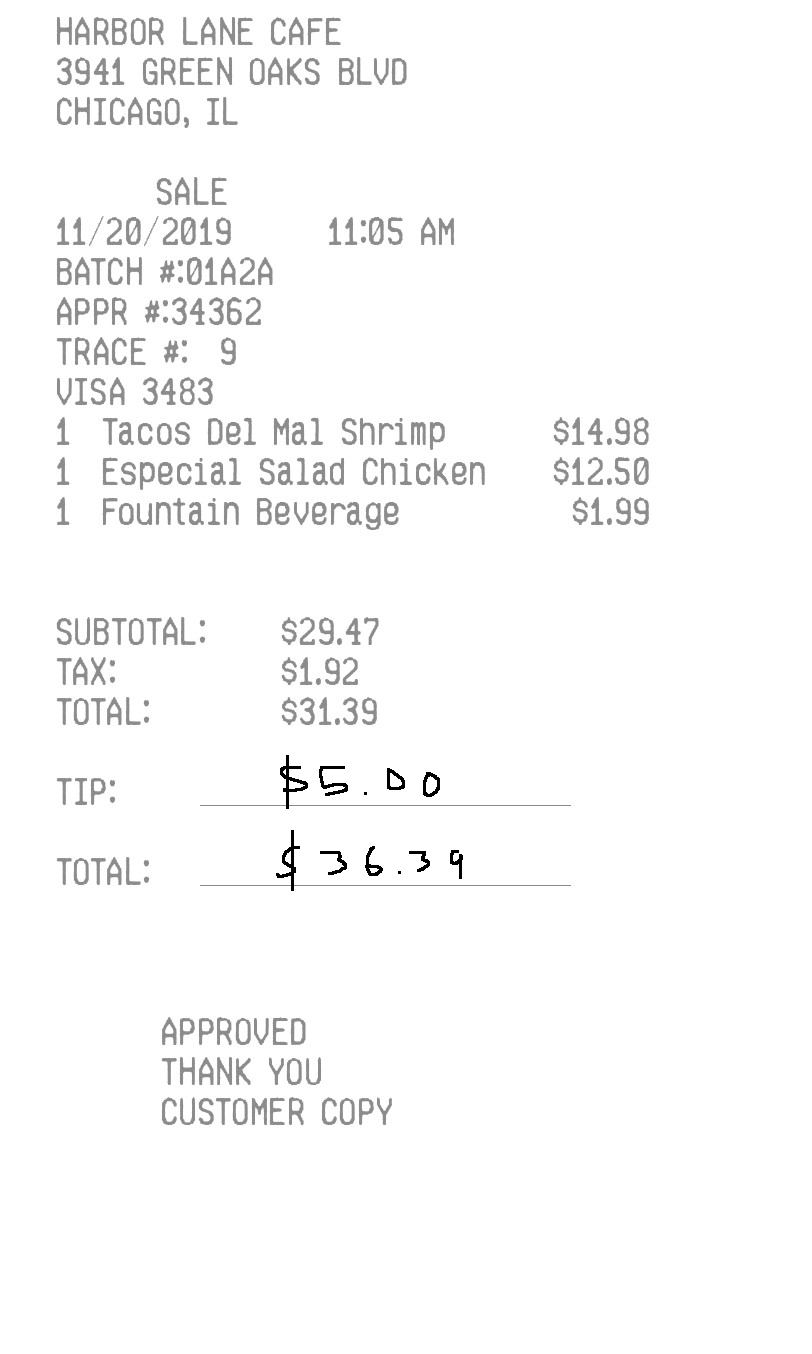 HARBOR LANE CAFE
3941 GREEN OAKS BLVD
CHICAGO, IL
SALE
11/20/2019 11:05 AM
BATCH #:01A2A
APPR #:34362
TRACE #: 9
VISA 3483
1 Tacos Del Mal Shrimp $14.98
1 Especial Salad Chicken $12.50
1 Fountain Beverage $1.99
SUBTOTAL: $29.47
TAX: $1.92
TOTAL: $31.39
TIP: $5.00
TOTAL: $36.39
APPROVED
THANK YOU
CUSTOMER COPY